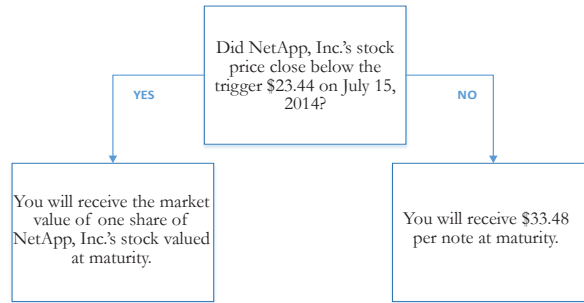 Did NetApp, Inc.'s stock
price close below the
trigger $23.44 on July 15,
2014?
YES
NO
You will receive the market
value of one share of
NetApp, Inc.'s stock valued
at maturity.
You will receive $33.48
per note at maturity.